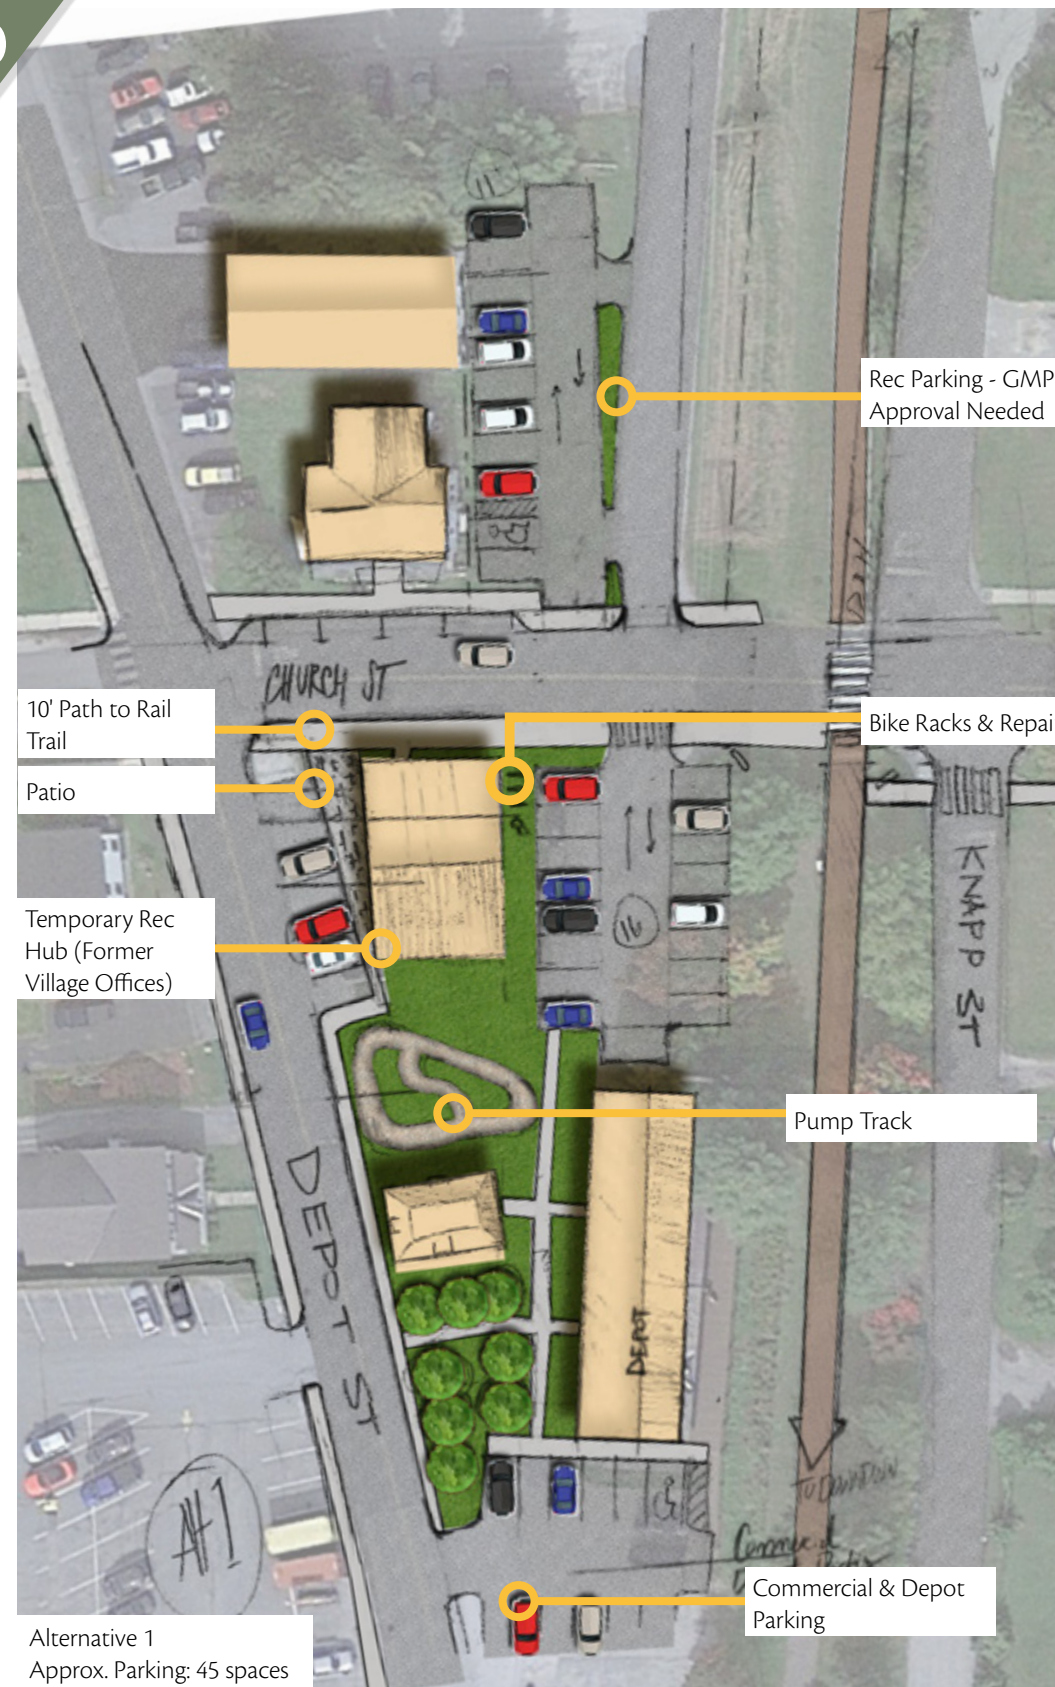 11
Rec Parking - GMP
Approval Needed
CHURCH ST
10' Path to Rail
Trail
Bike Racks & Repai
Patio
KNAPP ST
16
Temporary Rec
Hub (Former
Village Offices)
Pump Track
DEPOT ST
DEPOT
TO DOWNTOWN
Alt 1
Commercial
Commercial & Depot
Parking
Alternative 1
Approx. Parking: 45 spaces